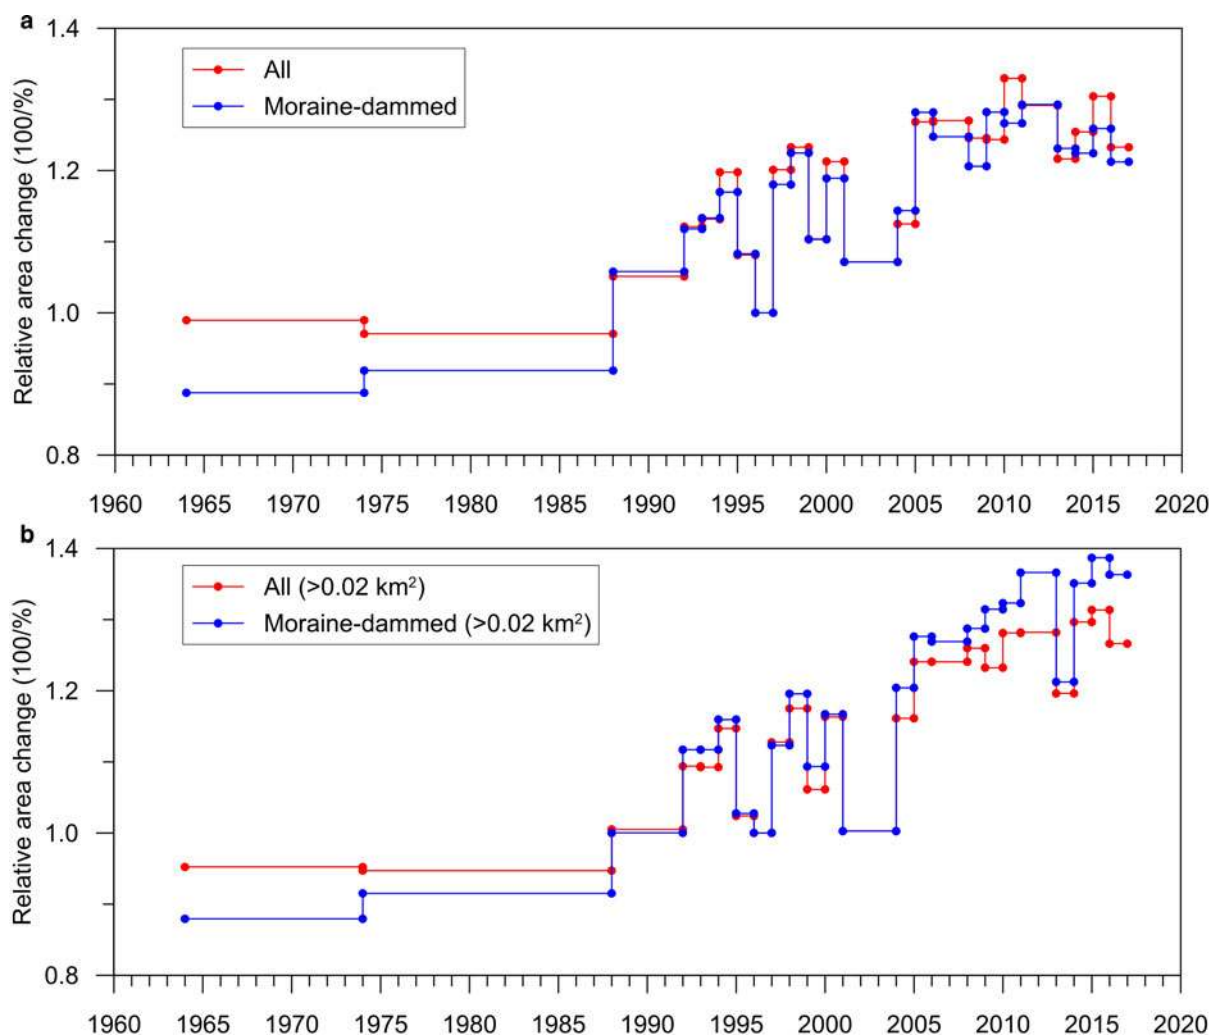 a
1.4
1.2
1.0
0.8
Relative area change (100/%)
All
Moraine-dammed
1960 1965 1970 1975 1980 1985 1990 1995 2000 2005 2010 2015 2020
b
1.4
1.2
1.0
0.8
Relative area change (100/%)
All (>0.02 km²)
Moraine-dammed (>0.02 km²)
1960 1965 1970 1975 1980 1985 1990 1995 2000 2005 2010 2015 2020